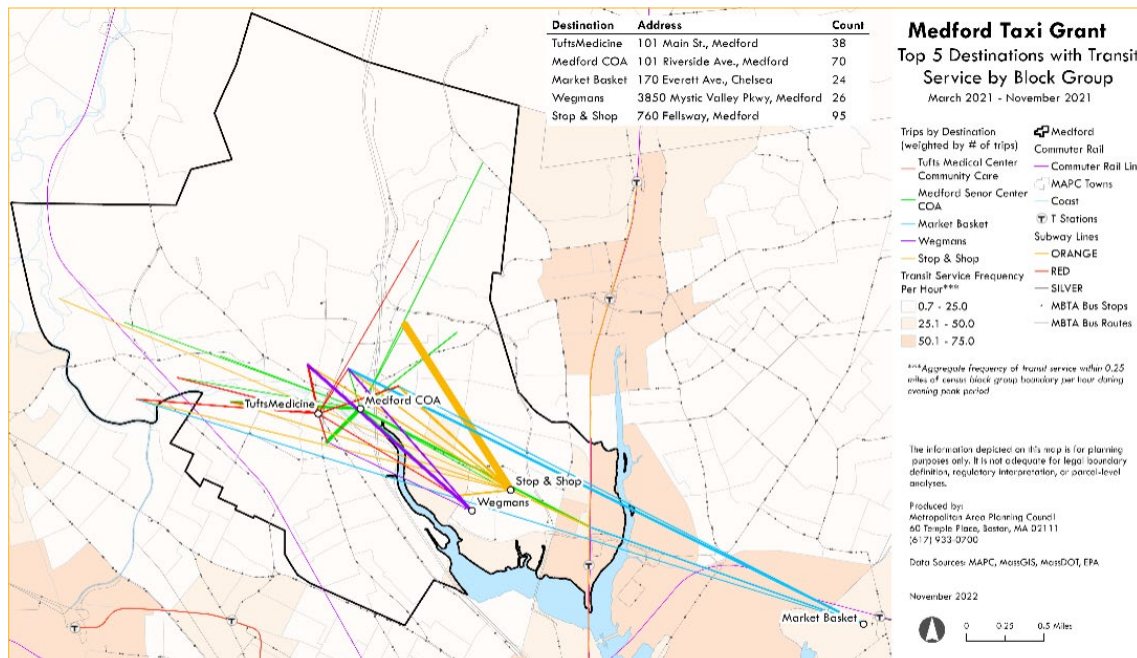 Destination Address Count
TuftsMedicine 101 Main St., Medford 38
Medford COA 101 Riverside Ave., Medford 70
Market Basket 170 Everett Ave., Chelsea 24
Wegmans 3850 Mystic Valley Pkwy, Medford 26
Stop & Shop 760 Fellsway, Medford 95
TuftsMedicine
Medford COA
Stop & Shop
Wegmans
Market Basket
T
T
T
T
T
T
Medford Taxi Grant
Top 5 Destinations with Transit
Service by Block Group
March 2021 - November 2021
Trips by Destination
(weighted by # of trips)
Tufts Medical Center
Community Care
Medford Senor Center
COA
Market Basket
Wegmans
Stop & Shop
Transit Service Frequency
Per Hour***
0.7 - 25.0
25.1 - 50.0
50.1 - 75.0
Medford
Commuter Rail
Commuter Rail Lin
MAPC Towns
Coast
T T Stations
Subway Lines
ORANGE
RED
SILVER
MBTA Bus Stops
MBTA Bus Routes
***Aggregate frequency of transit service within 0.25
miles of census block group boundary per hour during
evening peak period
The information depicted on this map is for planning
purposes only. It is not adequate for legal boundary
definition, regulatory interpretation, or parcel-level
analyses.
Produced by:
Metropolitan Area Planning Council
60 Temple Place, Boston, MA 02111
(617) 933-0700
Data Sources: MAPC, MassGIS, MassDOT, EPA
November 2022
0 0.25 0.5 Miles